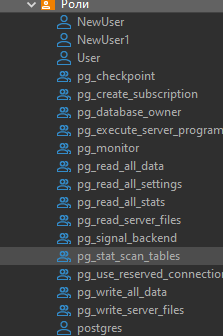 Роли
NewUser
NewUser1
User
pg_checkpoint
pg_create_subscription
pg_database_owner
pg_execute_server_program
pg_monitor
pg_read_all_data
pg_read_all_settings
pg_read_all_stats
pg_read_server_files
pg_signal_backend
pg_stat_scan_tables
pg_use_reserved_connection
pg_write_all_data
pg_write_server_files
postgres